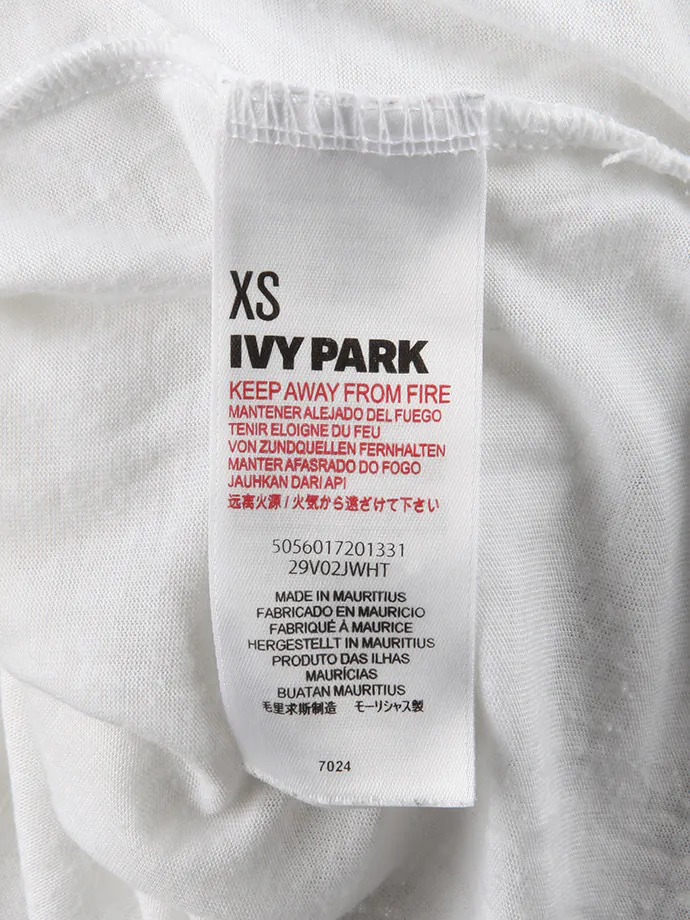 XS
IVY PARK
KEEP AWAY FROM FIRE
MANTENER ALEJADO DEL FUEGO
TENIR ELOIGNE DU FEU
VON ZUNDQUELLEN FERNHALTEN
MANTER AFASRADO DO FOGO
JAUHKAN DARI API
远离火源 / 火気から遠ざけて下さい
5056017201331
29V02JWHT
MADE IN MAURITIUS
FABRICADO EN MAURICIO
FABRIQUÉ À MAURICE
HERGESTELLT IN MAURITIUS
PRODUTO DAS ILHAS
MAURÍCIAS
BUATAN MAURITIUS
毛里求斯制造 モーリシャス製
7024